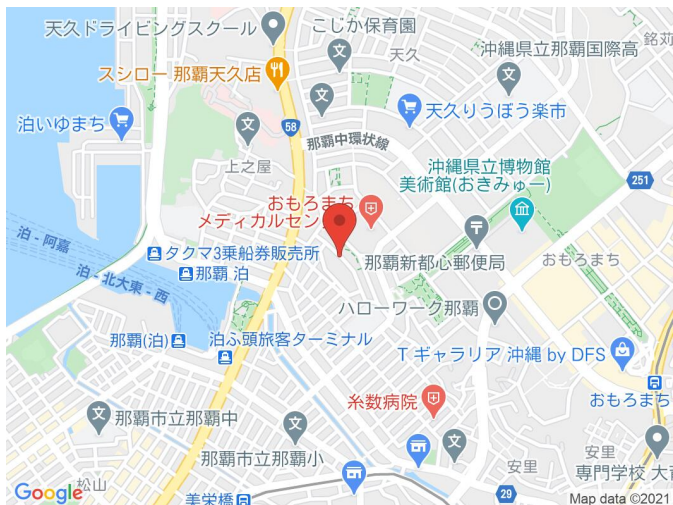 天久ドライビングスクール
こじか保育園
天久
沖縄県立那覇国際高
銘苅
スシロー 那覇天久店
泊いゆまち
58
天久りうぼう楽市
那覇中環状線
上之屋
沖縄県立博物館
美術館(おきみゅー)
251
おもろまち
メディカルセン
タクマ3乗船券販売所
泊 - 阿嘉
泊 - 北大東 - 西
那覇 泊
那覇新都心郵便局
おもろまち
ハローワーク那覇
那覇(泊)
泊ふ頭旅客ターミナル
T ギャラリア 沖縄 by DFS
糸数病院
おもろまち
那覇市立那覇中
那覇市立那覇小
安里
安里
専門学校 大
松山
美栄橋
29
Google
Map data ©2021